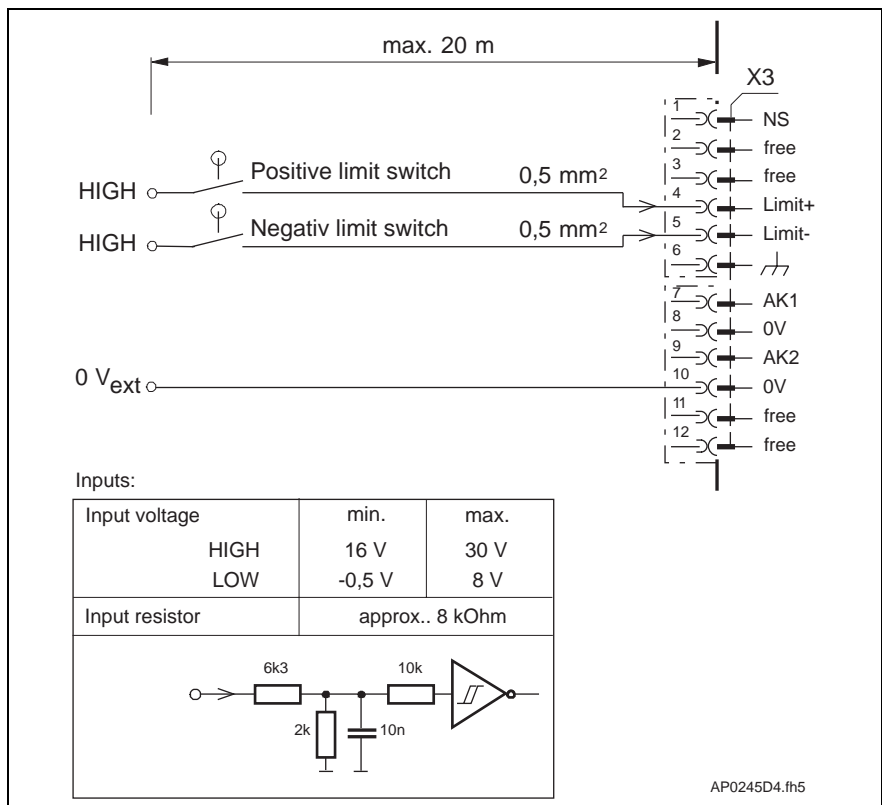 max. 20 m
X3
1 NS
2 free
3 free
HIGH Positive limit switch 0,5 mm2 4 Limit+
HIGH Negativ limit switch 0,5 mm2 5 Limit-
6
7 AK1
8 0V
9 AK2
0 Vext 10 0V
11 free
12 free
Inputs:
Input voltage min. max.
HIGH 16 V 30 V
LOW -0,5 V 8 V
Input resistor approx.. 8 kOhm
6k3 10k
2k 10n
AP0245D4.fh5